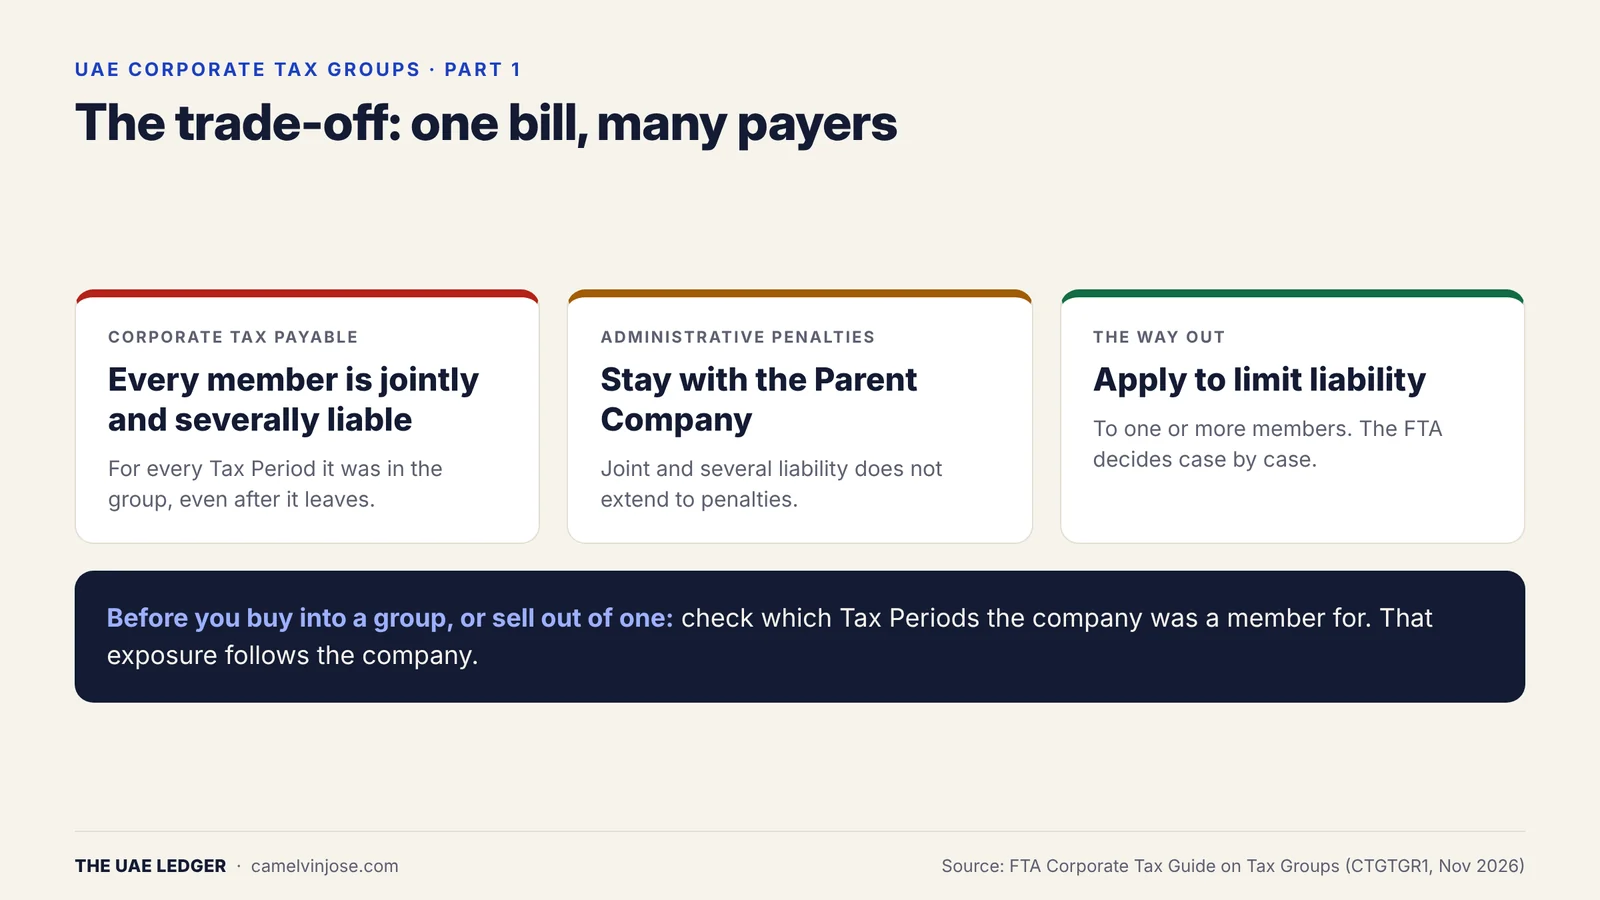 UAE CORPORATE TAX GROUPS · PART 1
The trade-off: one bill, many payers
CORPORATE TAX PAYABLE
Every member is jointly
and severally liable
For every Tax Period it was in the
group, even after it leaves.
ADMINISTRATIVE PENALTIES
Stay with the Parent
Company
Joint and several liability does not
extend to penalties.
THE WAY OUT
Apply to limit liability
To one or more members. The FTA
decides case by case.
Before you buy into a group, or sell out of one: check which Tax Periods the company was a member for. That
exposure follows the company.
THE UAE LEDGER · camelvinjose.com
Source: FTA Corporate Tax Guide on Tax Groups (CTGTGR1, Nov 2026)